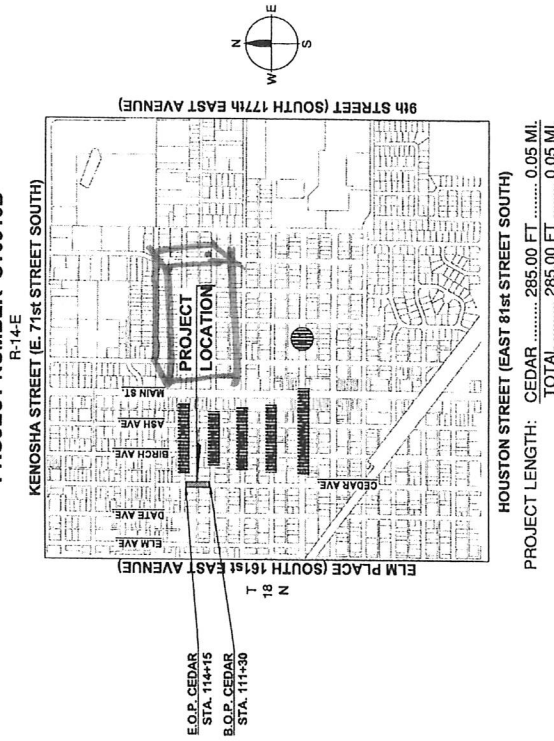 PROJECT NUMBER
R-14-E
KENOSHA STREET (E. 71st STREET SOUTH)
N
W
E
S
9th STREET (SOUTH 177th EAST AVENUE)
ELM PLACE (SOUTH 161st EAST AVENUE)
T
18
N
ELM AVE
DATE AVE.
BIRCH AVE
ASH AVE
MAIN ST.
CEDAR AVE
PROJECT
LOCATION
E.O.P. CEDAR
STA. 114+15
B.O.P. CEDAR
STA. 111+30
HOUSTON STREET (EAST 81st STREET SOUTH)
PROJECT LENGTH: CEDAR ............ 285.00 FT ......... 0.05 MI.
TOTAL ............ 285.00 FT ......... 0.05 MI.